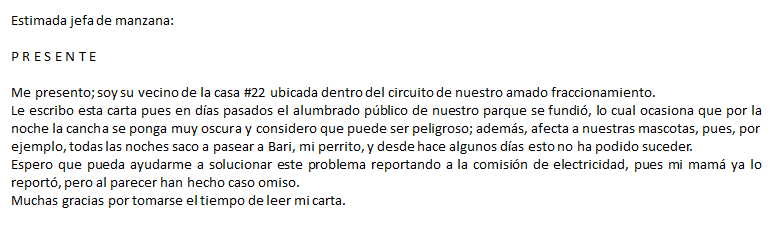 Estimada jefa de manzana:
P R E S E N T E
Me presento; soy su vecino de la casa #22 ubicada dentro del circuito de nuestro amado fraccionamiento.
Le escribo esta carta pues en días pasados el alumbrado público de nuestro parque se fundió, lo cual ocasiona que por la
noche la cancha se ponga muy oscura y considero que puede ser peligroso; además, afecta a nuestras mascotas, pues, por
ejemplo, todas las noches saco a pasear a Bari, mi perrito, y desde hace algunos días esto no ha podido suceder.
Espero que pueda ayudarme a solucionar este problema reportando a la comisión de electricidad, pues mi mamá ya lo
reportó, pero al parecer han hecho caso omiso.
Muchas gracias por tomarse el tiempo de leer mi carta.